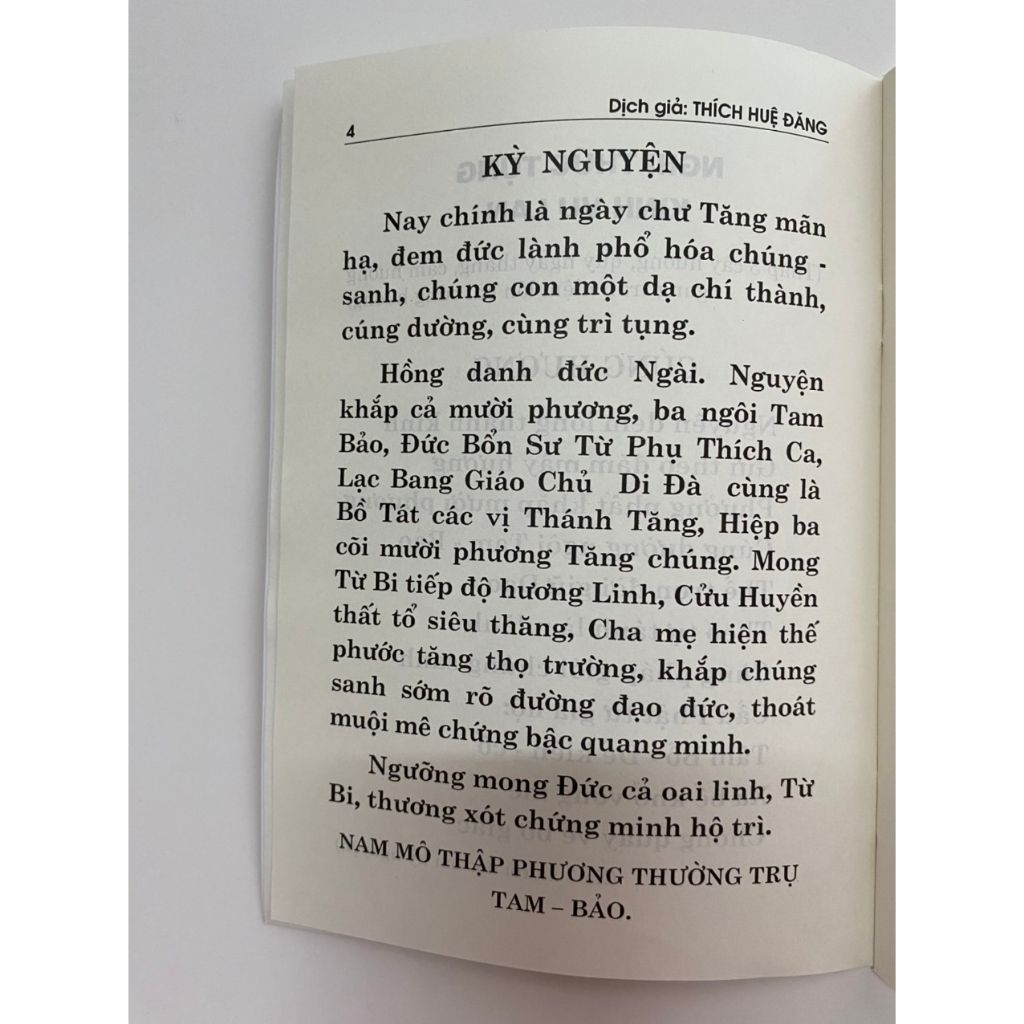 4
Dịch giả: THÍCH HUỆ ĐĂNG
KỲ NGUYỆN
Nay chính là ngày chư Tăng mãn
hạ, đem đức lành phổ hóa chúng -
sanh, chúng con một dạ chí thành,
cúng dường, cùng trì tụng.
Hồng danh đức Ngài. Nguyện
khắp cả mười phương, ba ngôi Tam
Bảo, Đức Bổn Sư Từ Phụ Thích Ca,
Lạc Bang Giáo Chủ Di Đà cùng là
Bồ Tát các vị Thánh Tăng, Hiệp ba
cõi mười phương Tăng chúng. Mong
Từ Bi tiếp độ hương Linh, Cửu Huyền
thất tổ siêu thăng, Cha mẹ hiện thế
phước tăng thọ trường, khắp chúng
sanh sớm rõ đường đạo đức, thoát
muội mê chứng bậc quang minh.
Ngưỡng mong Đức cả oai linh, Từ
Bi, thương xót chứng minh hộ trì.
NAM MÔ THẬP PHƯƠNG THƯỜNG TRỤ
TAM – BẢO.